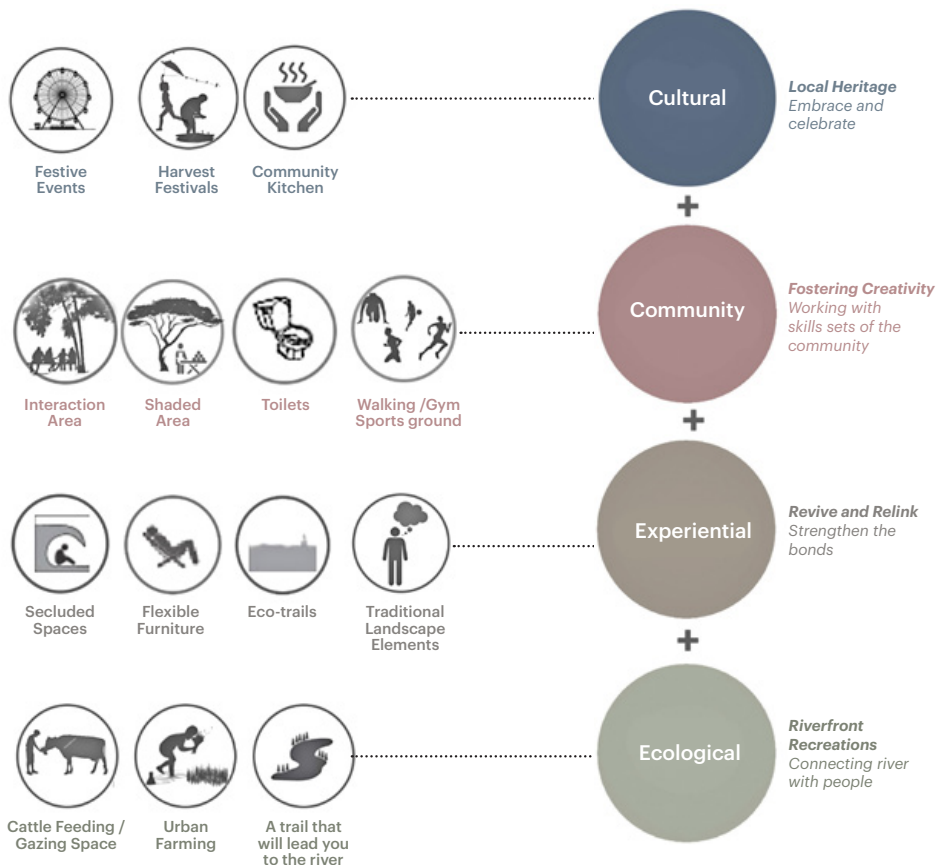 Festive
Events
Harvest
Festivals
Community
Kitchen
Cultural
Local Heritage
Embrace and
celebrate
+
Interaction
Area
Shaded
Area
Toilets
Walking /Gym
Sports ground
Community
Fostering Creativity
Working with
skills sets of the
community
+
Secluded
Spaces
Flexible
Furniture
Eco-trails
Traditional
Landscape
Elements
Experiential
Revive and Relink
Strengthen the
bonds
+
Cattle Feeding /
Gazing Space
Urban
Farming
A trail that
will lead you
to the river
Ecological
Riverfront
Recreations
Connecting river
with people